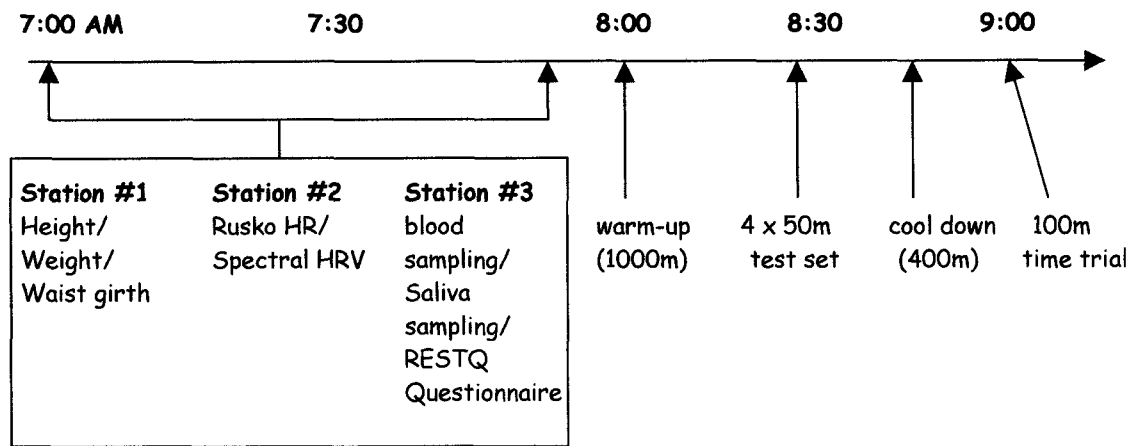 7:00 AM 7:30 8:00 8:30 9:00
Station #1
Height/
Weight/
Waist girth
Station #2
Rusko HR/
Spectral HRV
Station #3
blood
sampling/
Saliva
sampling/
RESTQ
Questionnaire
warm-up
(1000m)
4 x 50m
test set
cool down
(400m)
100m
time trial